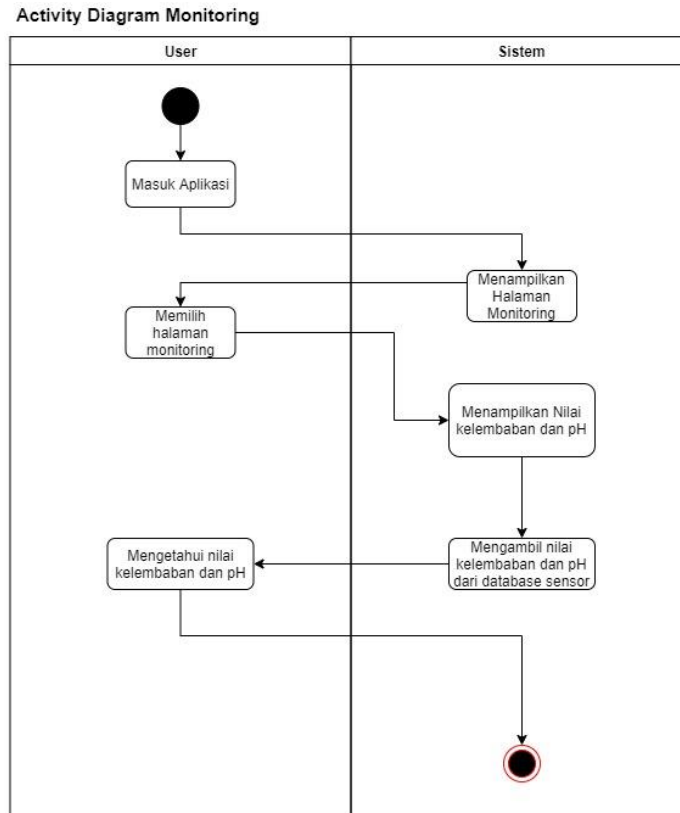 Activity Diagram Monitoring
User
Sistem
Masuk Aplikasi
Menampilkan
Halaman
Monitoring
Memilih
halaman
monitoring
Menampilkan Nilai
kelembaban dan pH
Mengambil nilai
kelembaban dan pH
dari database sensor
Mengetahui nilai
kelembaban dan pH